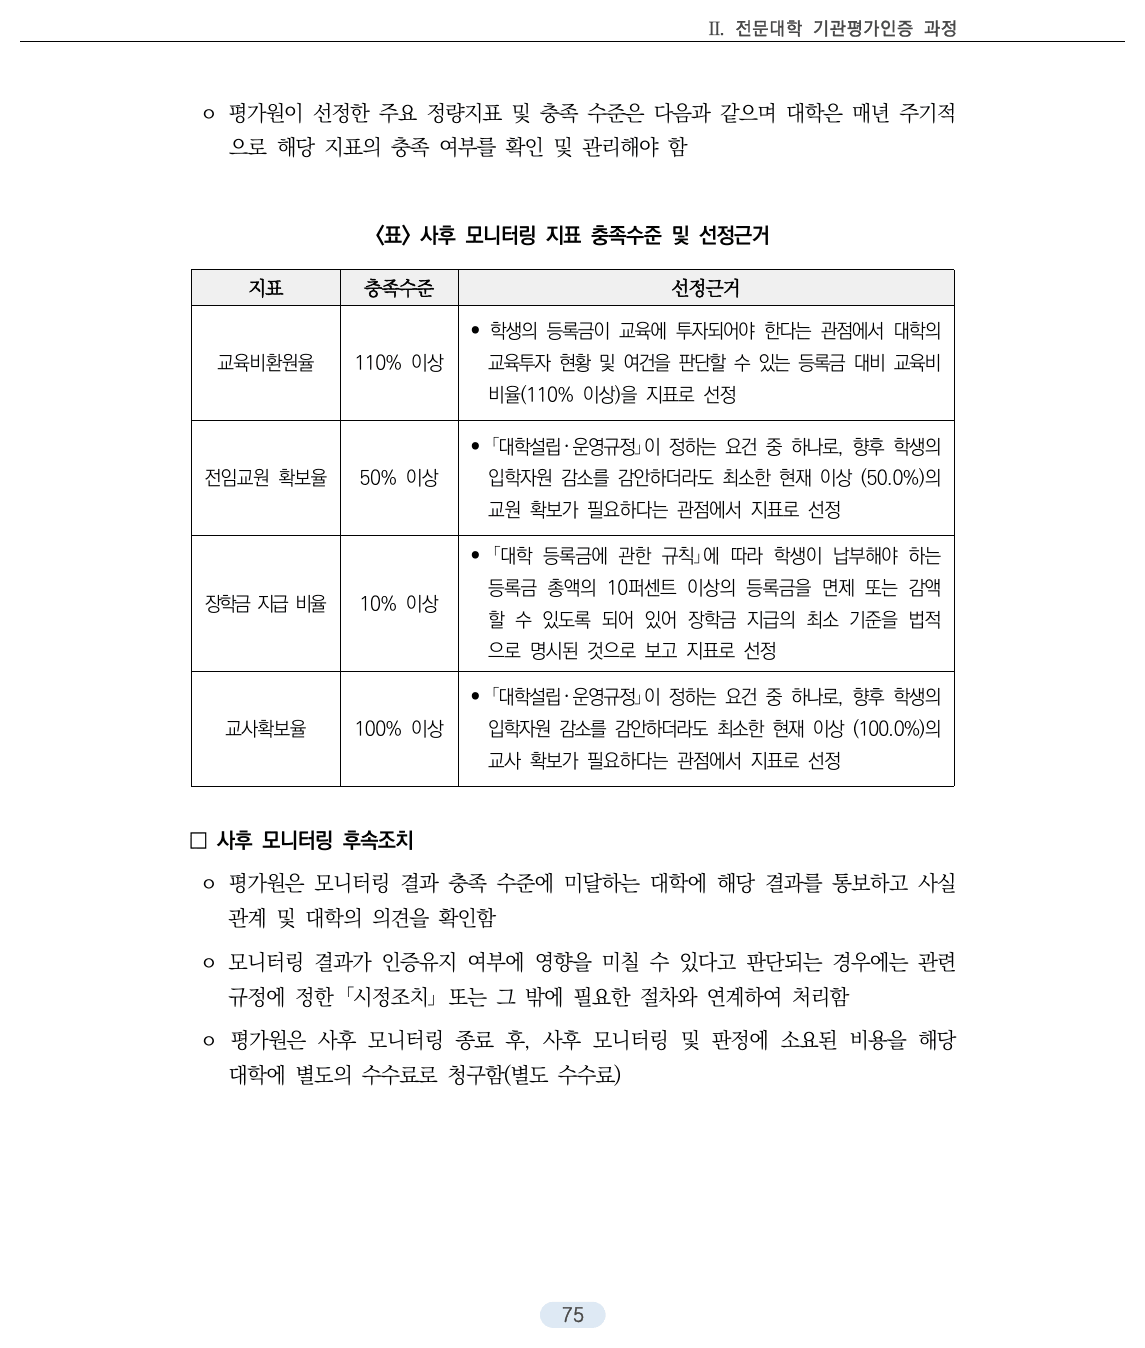 Ⅱ. 전문대학 기관평가인증 과정
ㅇ 평가원이 선정한 주요 정량지표 및 충족 수준은 다음과 같으며 대학은 매년 주기적
으로 해당 지표의 충족 여부를 확인 및 관리해야 함
<표> 사후 모니터링 지표 충족수준 및 선정근거
지표 충족수준 선정근거
교육비환원율 110% 이상
• 학생의 등록금이 교육에 투자되어야 한다는 관점에서 대학의
교육투자 현황 및 여건을 판단할 수 있는 등록금 대비 교육비
비율(110% 이상)을 지표로 선정
전임교원 확보율 50% 이상
• 「대학설립·운영규정」이 정하는 요건 중 하나로, 향후 학생의
입학자원 감소를 감안하더라도 최소한 현재 이상 (50.0%)의
교원 확보가 필요하다는 관점에서 지표로 선정
장학금 지급 비율 10% 이상
• 「대학 등록금에 관한 규칙」에 따라 학생이 납부해야 하는
등록금 총액의 10퍼센트 이상의 등록금을 면제 또는 감액
할 수 있도록 되어 있어 장학금 지급의 최소 기준을 법적
으로 명시된 것으로 보고 지표로 선정
교사확보율 100% 이상
• 「대학설립·운영규정」이 정하는 요건 중 하나로, 향후 학생의
입학자원 감소를 감안하더라도 최소한 현재 이상 (100.0%)의
교사 확보가 필요하다는 관점에서 지표로 선정
□ 사후 모니터링 후속조치
ㅇ 평가원은 모니터링 결과 충족 수준에 미달하는 대학에 해당 결과를 통보하고 사실
관계 및 대학의 의견을 확인함
ㅇ 모니터링 결과가 인증유지 여부에 영향을 미칠 수 있다고 판단되는 경우에는 관련
규정에 정한「시정조치」또는 그 밖에 필요한 절차와 연계하여 처리함
ㅇ 평가원은 사후 모니터링 종료 후, 사후 모니터링 및 판정에 소요된 비용을 해당
대학에 별도의 수수료로 청구함(별도 수수료)
75